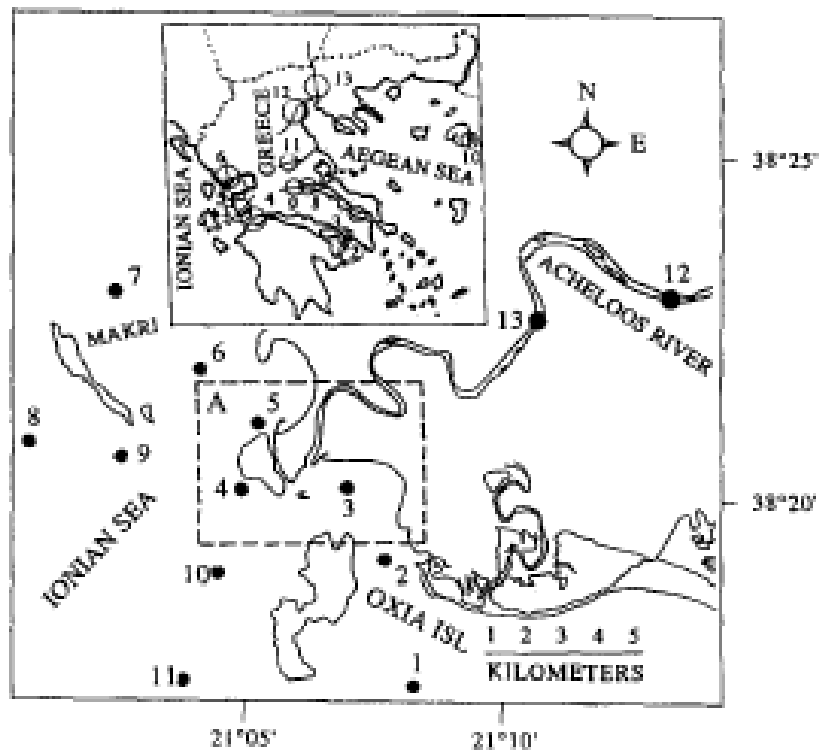 13
12
GREECE
11
AEGEAN SEA
10
IONIAN SEA
4
N
E
38°25'
7
MAKRI
ACHELOOS RIVER
12
13
6
A
5
8
9
4
3
38°20'
IONIAN SEA
10
2
OXIA ISL
1 2 3 4 5
KILOMETERS
11
1
21°05'
21°10'